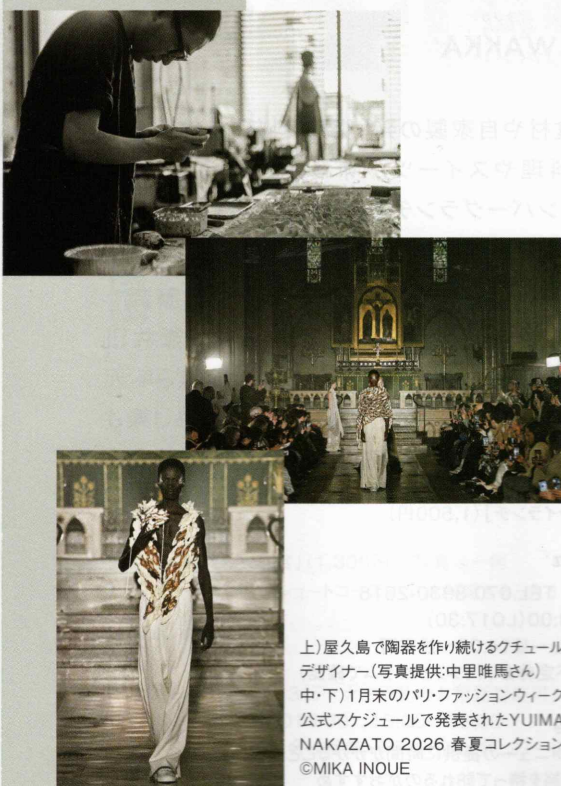 上)屋久島で陶器を作り続けるクチュール
デザイナー(写真提供:中里唯馬さん)
中・下)1月末のパリ・ファッションウィーク
公式スケジュールで発表されたYUIMA
NAKAZATO 2026 春夏コレクション
©MIKA INOUE